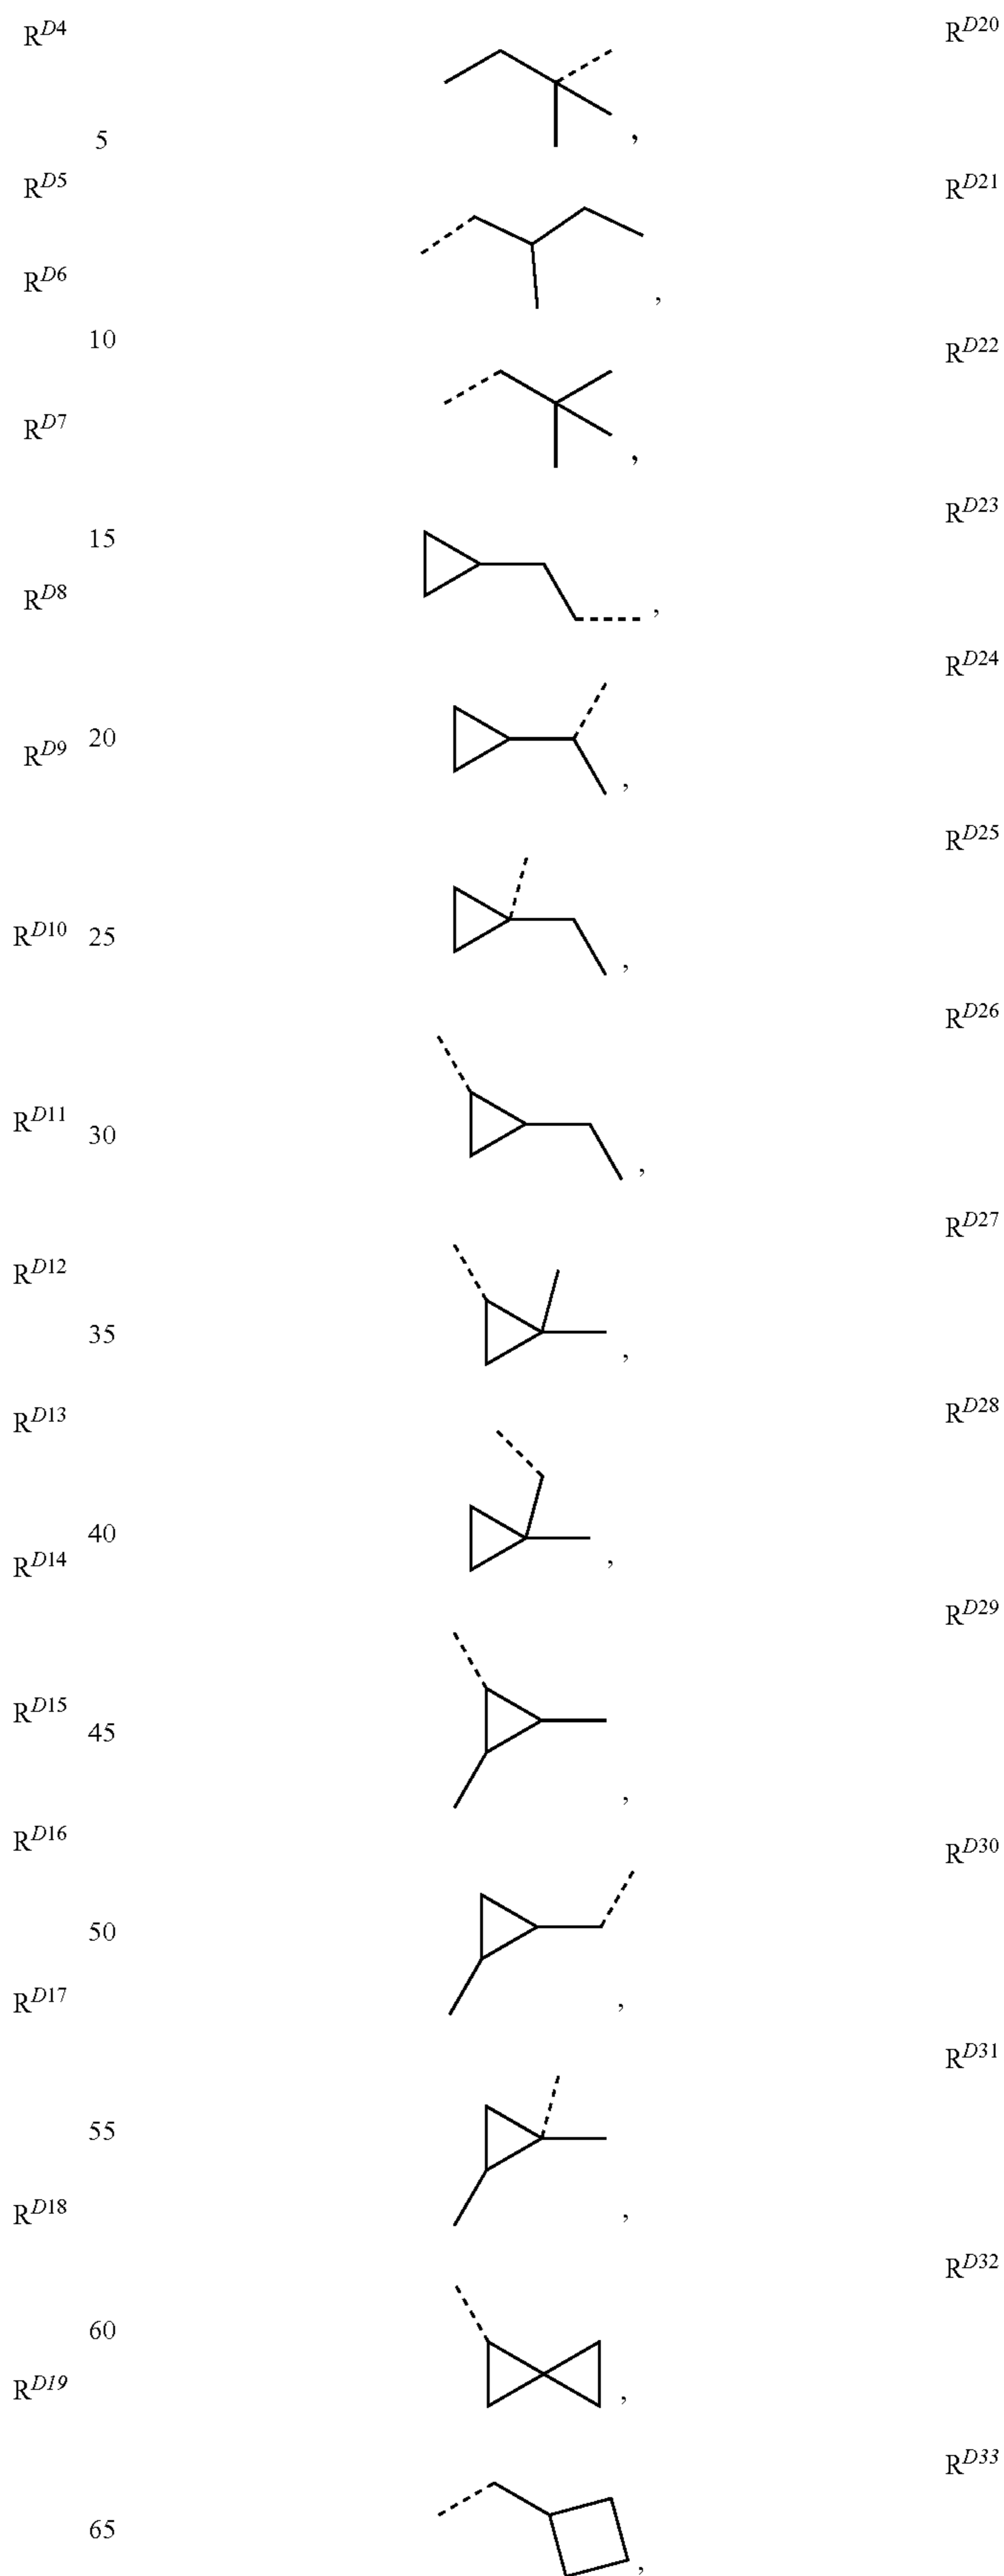 R^D4
R^D20
,
5
R^D5
R^D21
R^D6
,
10
R^D22
R^D7
,
R^D23
15
R^D8
,
R^D24
R^D9 20
,
R^D25
R^D10 25
,
R^D26
R^D11
30
,
R^D27
R^D12
35
,
R^D28
R^D13
40
R^D14
,
R^D29
R^D15
45
,
R^D16
R^D30
50
R^D17
,
R^D31
55
R^D18
,
R^D32
60
R^D19
,
R^D33
65
,